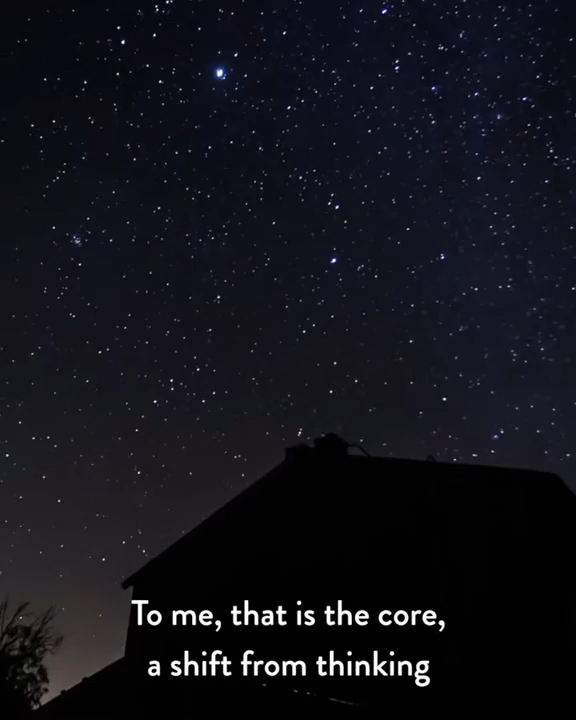 To me, that is the core,
a shift from thinking